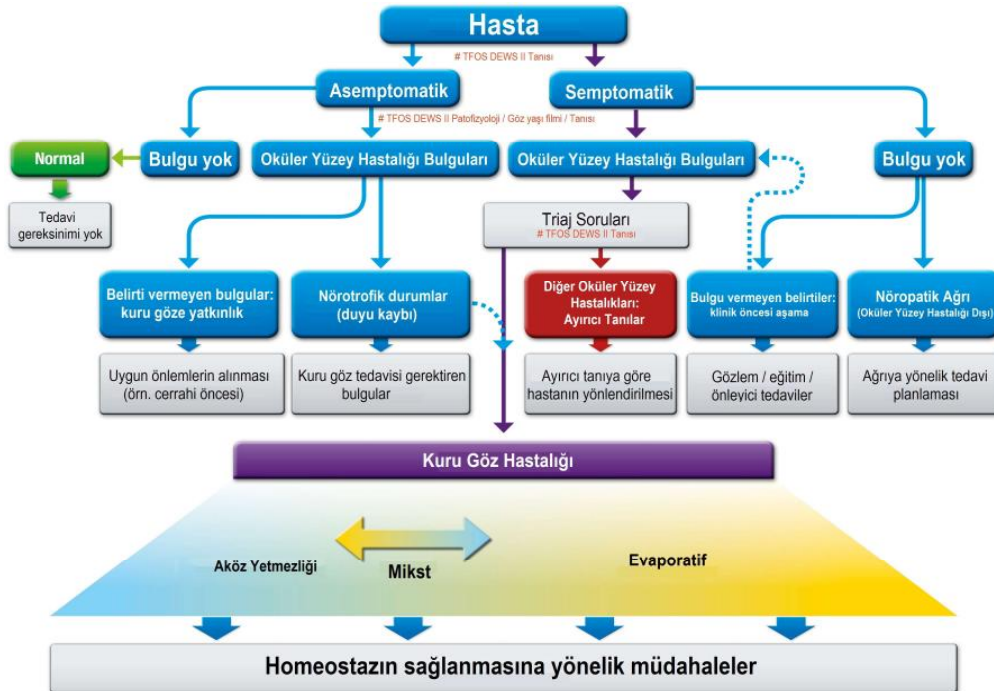 Hasta
# TFOS DEWS II Tanısı
Asemptomatik
Semptomatik
# TFOS DEWS II Patofizyoloji / Göz yaşı filmi / Tanısı
Normal
Bulgu yok
Oküler Yüzey Hastalığı Bulguları
Oküler Yüzey Hastalığı Bulguları
Bulgu yok
Tedavi
gereksinimi yok
Triaj Soruları
# TFOS DEWS II Tanısı
Belirti vermeyen bulgular:
kuru göze yatkınlık
Nörotrofik durumlar
(duyu kaybı)
Diğer Oküler Yüzey
Hastalıkları:
Ayırıcı Tanılar
Bulgu vermeyen belirtiler:
klinik öncesi aşama
Nöropatik Ağrı
(Oküler Yüzey Hastalığı Dışı)
Uygun önlemlerin alınması
(örn. cerrahi öncesi)
Kuru göz tedavisi gerektiren
bulgular
Ayırıcı tanıya göre
hastanın yönlendirilmesi
Gözlem / eğitim /
önleyici tedaviler
Ağrıya yönelik tedavi
planlaması
Kuru Göz Hastalığı
Aköz Yetmezliği
Mikst
Evaporatif
Homeostazın sağlanmasına yönelik müdahaleler